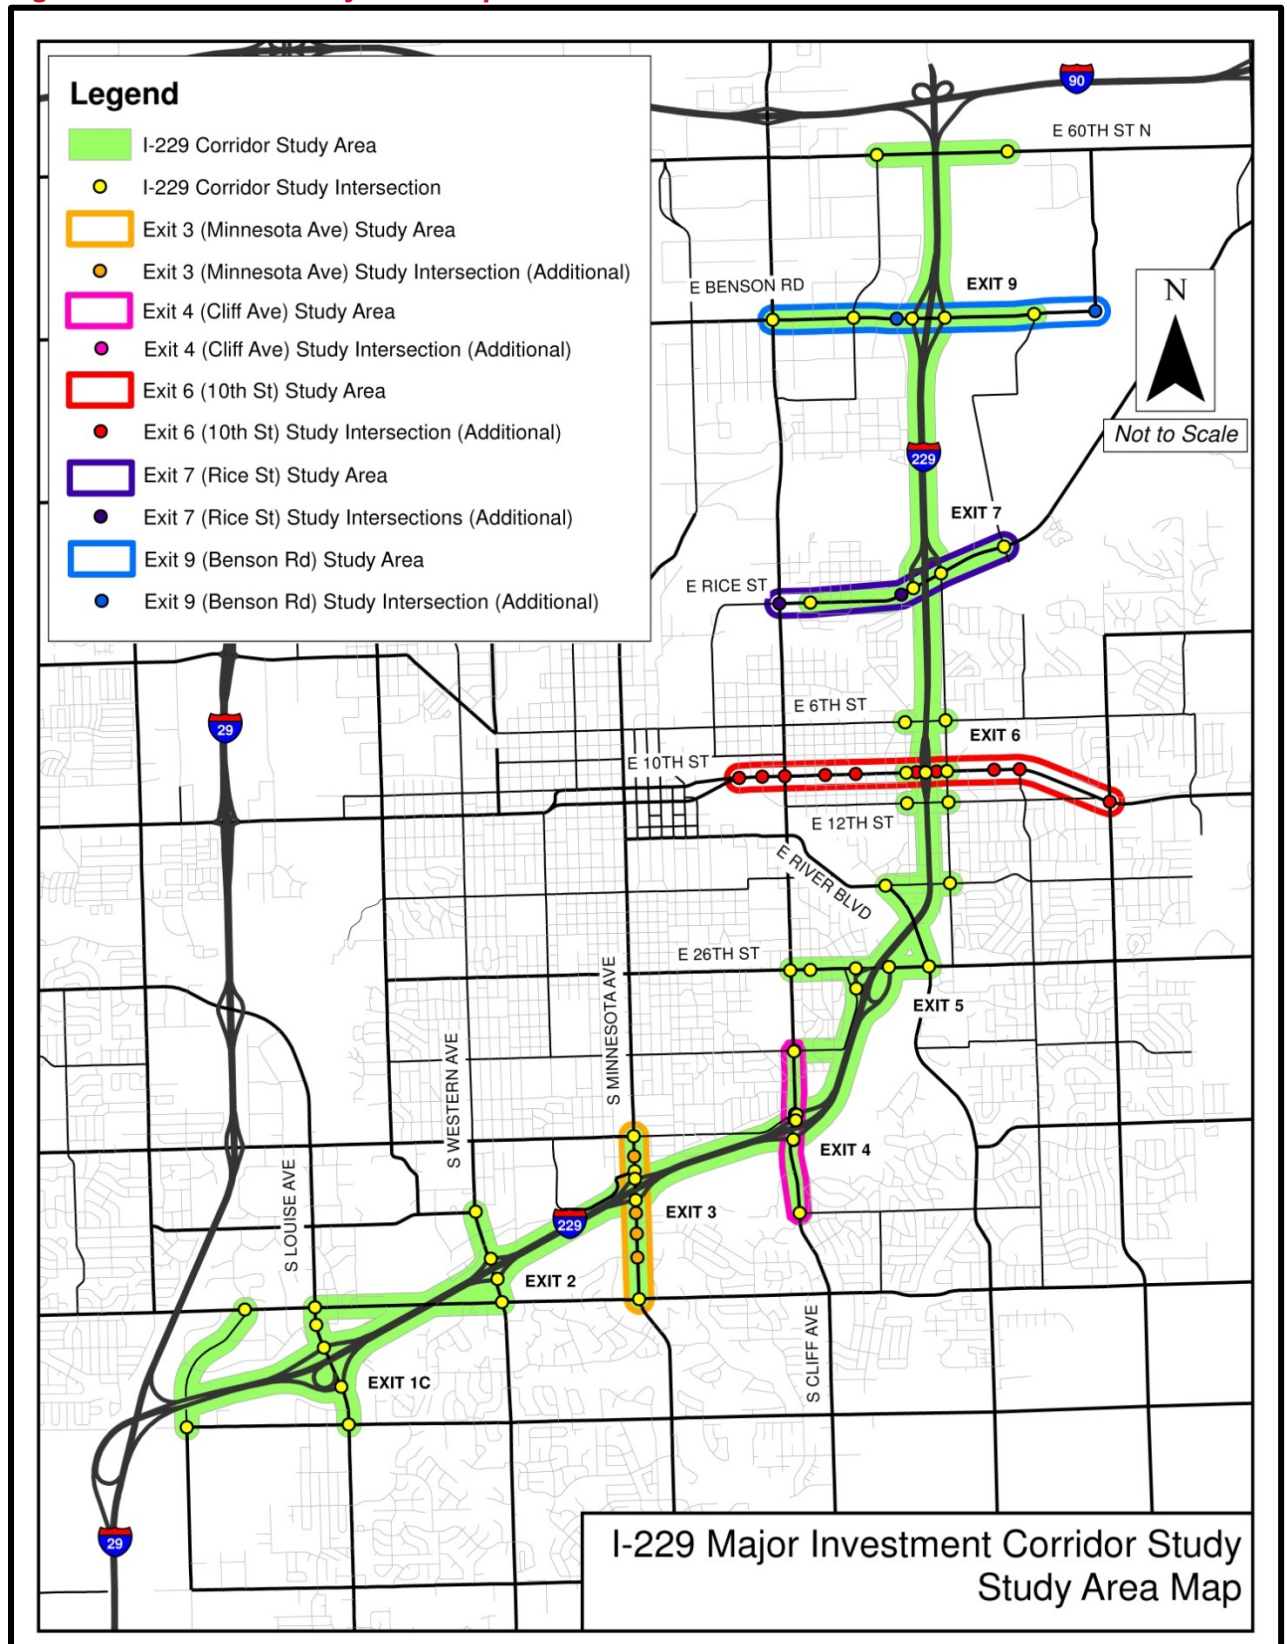 Legend
I-229 Corridor Study Area
I-229 Corridor Study Intersection
Exit 3 (Minnesota Ave) Study Area
Exit 3 (Minnesota Ave) Study Intersection (Additional)
Exit 4 (Cliff Ave) Study Area
Exit 4 (Cliff Ave) Study Intersection (Additional)
Exit 6 (10th St) Study Area
Exit 6 (10th St) Study Intersection (Additional)
Exit 7 (Rice St) Study Area
Exit 7 (Rice St) Study Intersections (Additional)
Exit 9 (Benson Rd) Study Area
Exit 9 (Benson Rd) Study Intersection (Additional)
90
E 60TH ST N
E BENSON RD
EXIT 9
N
Not to Scale
229
EXIT 7
E RICE ST
29
E 6TH ST
EXIT 6
E 10TH ST
E 12TH ST
E RIVER BLVD
E 26TH ST
EXIT 5
S MINNESOTA AVE
S WESTERN AVE
EXIT 4
S LOUISE AVE
EXIT 3
229
EXIT 2
S CLIFF AVE
EXIT 1C
29
I-229 Major Investment Corridor Study
Study Area Map